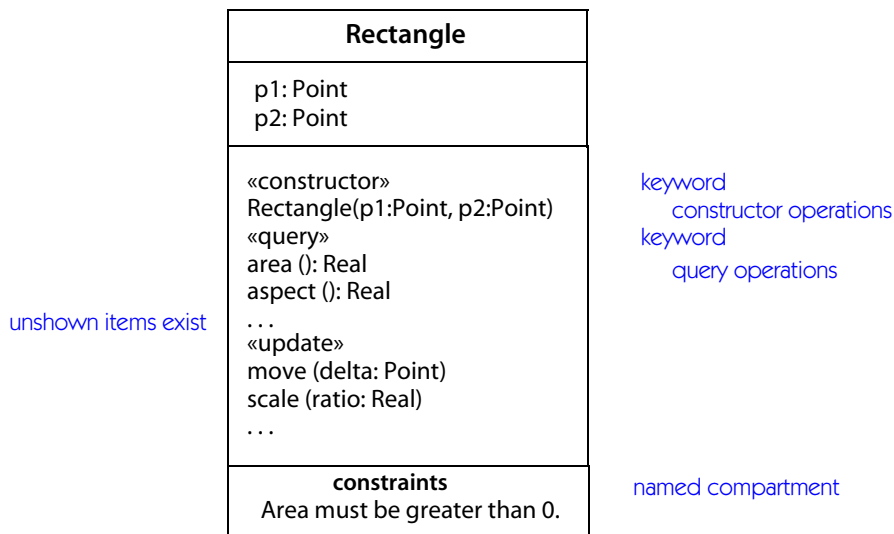 Rectangle
p1: Point
p2: Point
«constructor»
keyword
Rectangle(p1:Point, p2:Point)
constructor operations
«query»
keyword
area (): Real
query operations
aspect (): Real
unshown items exist
. . .
«update»
move (delta: Point)
scale (ratio: Real)
. . .
constraints
named compartment
Area must be greater than 0.